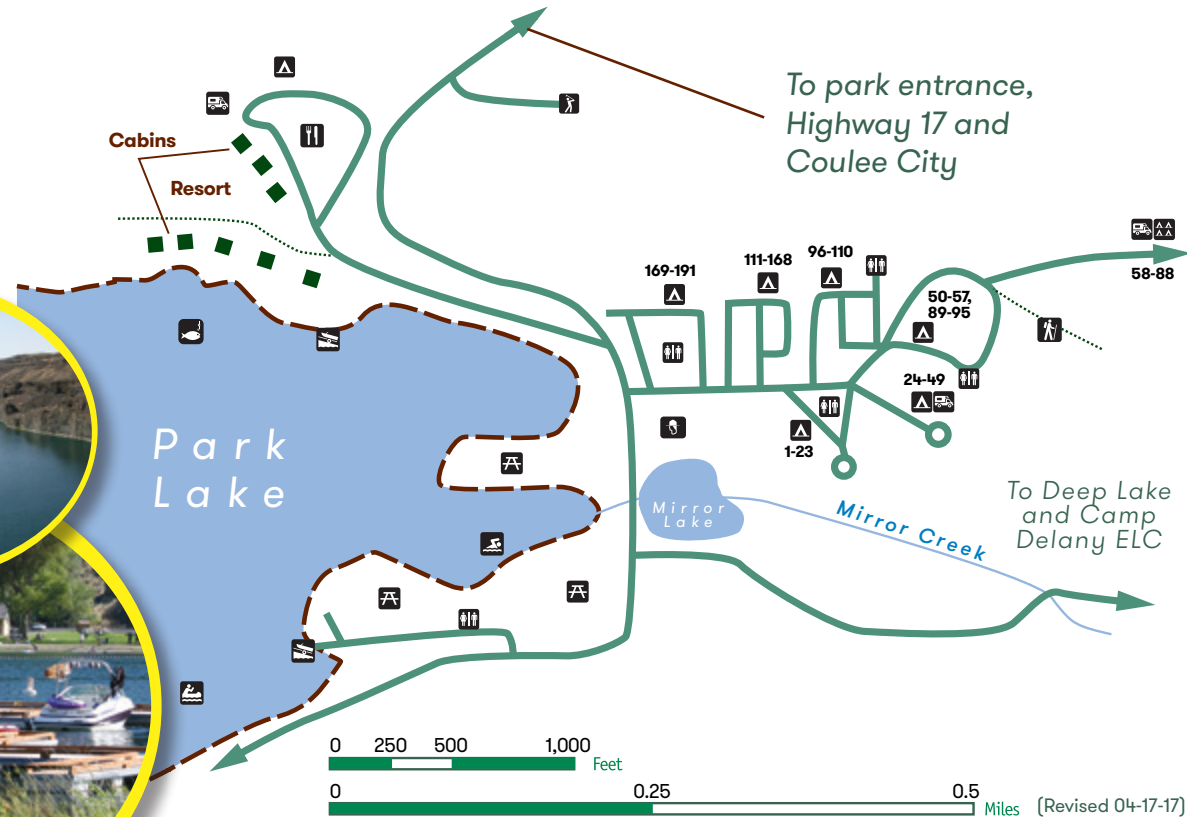 To park entrance,
Highway 17 and
Coulee City
Cabins
Resort
169-191
111-168
96-110
50-57,
89-95
58-88
24-49
1-23
Park
Lake
Mirror
Lake
Mirror Creek
To Deep Lake
and Camp
Delany ELC
0 250 500 1,000
Feet
0 0.25 0.5
Miles (Revised 04-17-17)